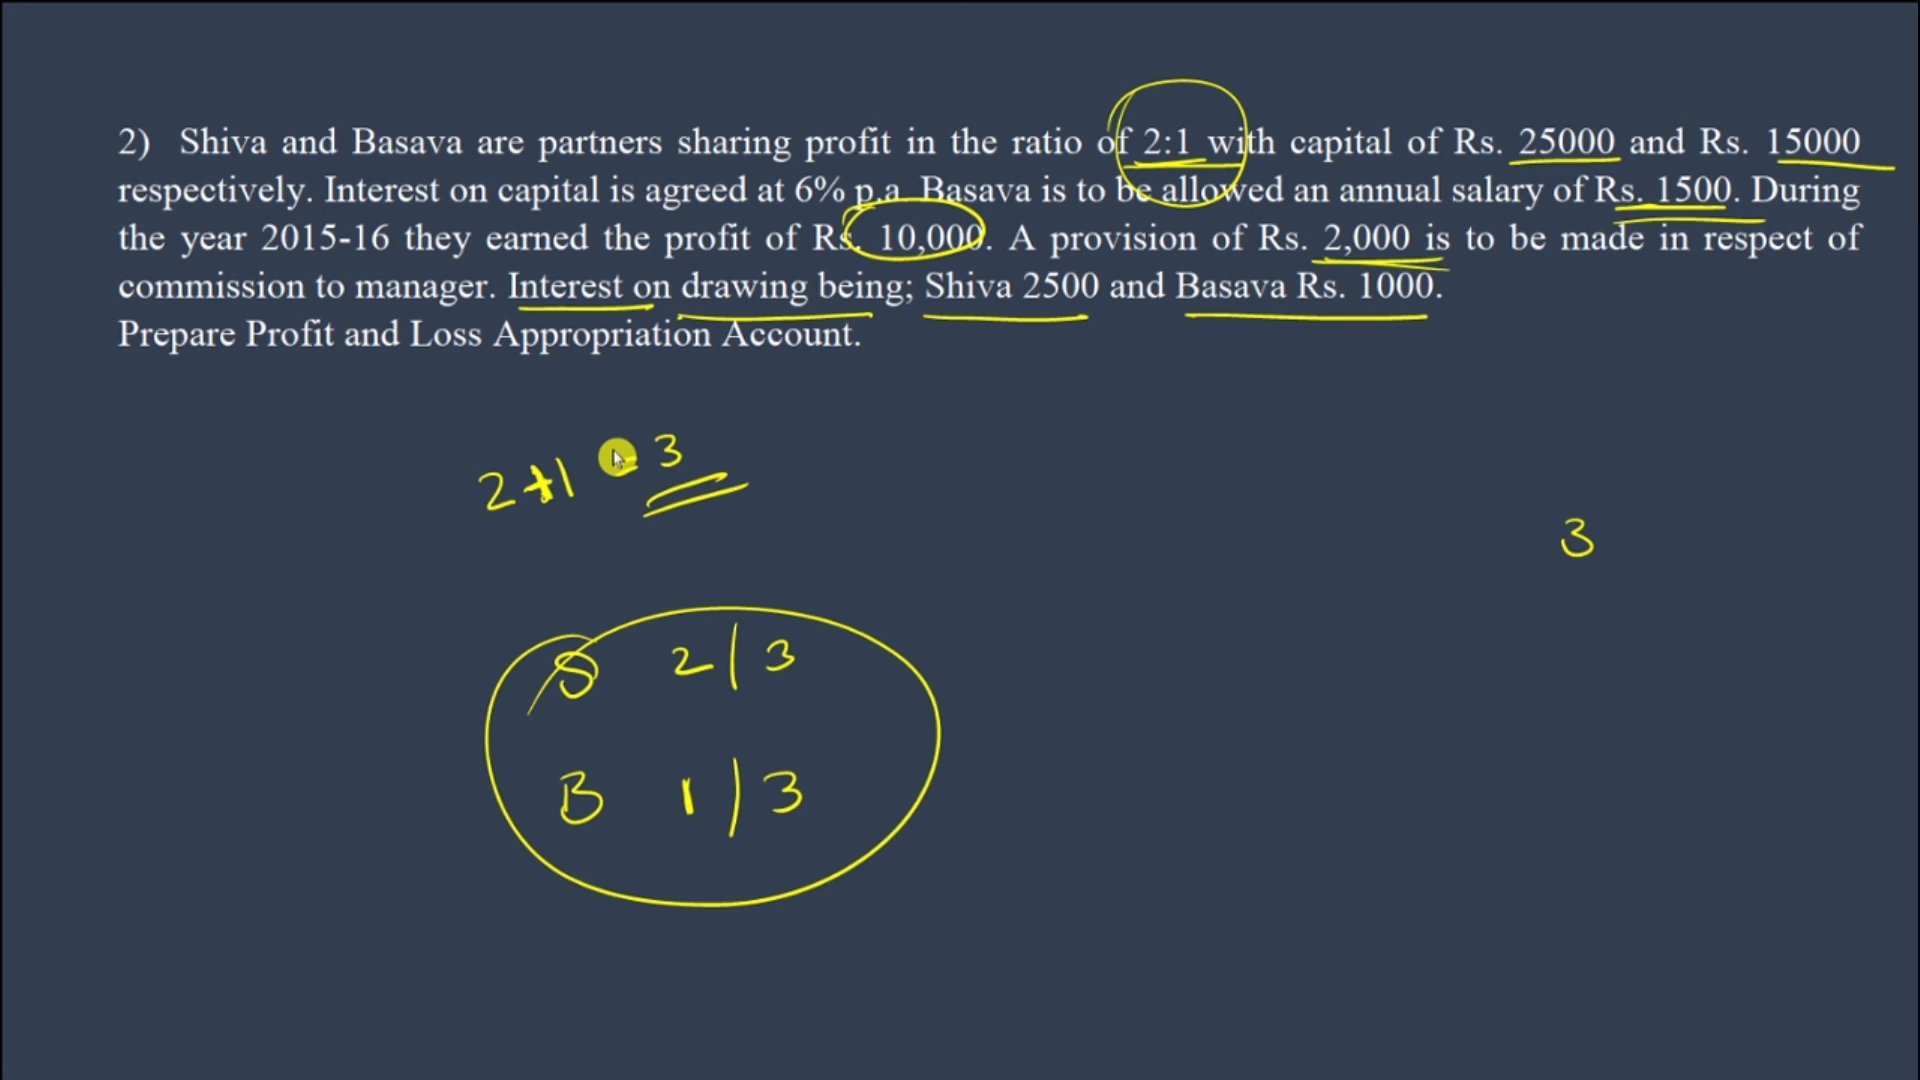 2) Shiva and Basava are partners sharing profit in the ratio of 2:1 with capital of Rs. 25000 and Rs. 15000
respectively. Interest on capital is agreed at 6% p.a. Basava is to be allowed an annual salary of Rs. 1500. During
the year 2015-16 they earned the profit of Rs. 10,000. A provision of Rs. 2,000 is to be made in respect of
commission to manager. Interest on drawing being; Shiva 2500 and Basava Rs. 1000.
Prepare Profit and Loss Appropriation Account.
2+1 = 3
3
S 2/3
B 1/3